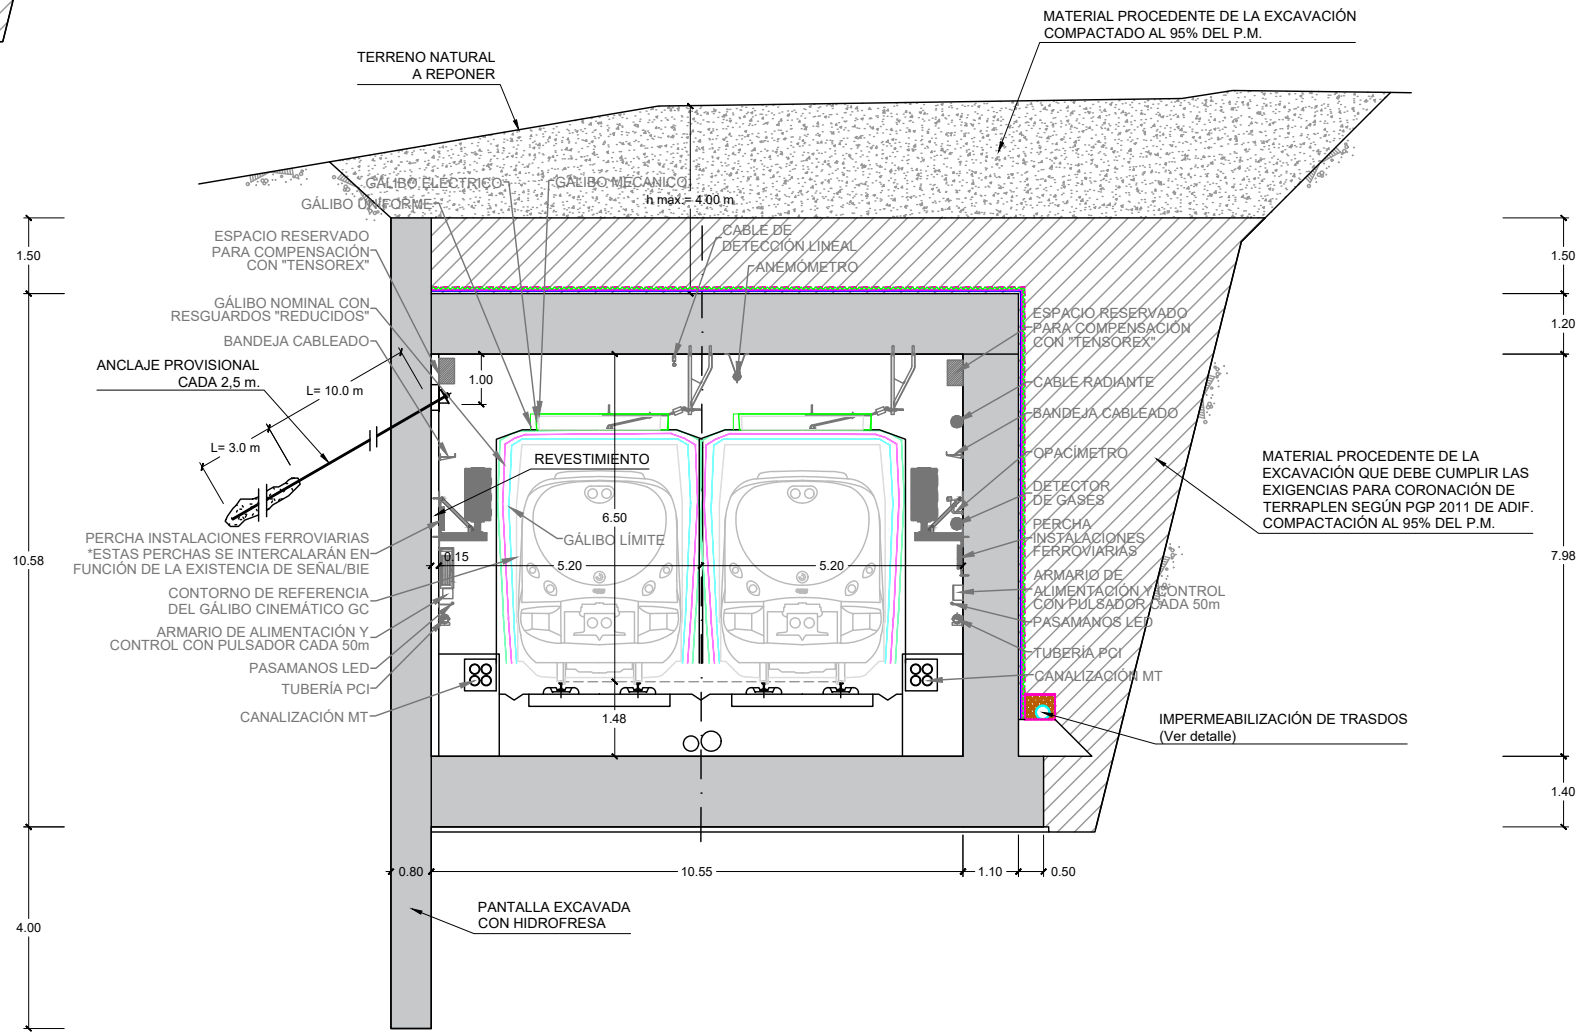 MATERIAL PROCEDENTE DE LA EXCAVACIÓN
COMPACTADO AL 95% DEL P.M.
TERRENO NATURAL
A REPONER
GÁLIBO ELÉCTRICO
GÁLIBO MECÁNICO
GÁLIBO UNIFORME
h max.= 4.00 m
ESPACIO RESERVADO
PARA COMPENSACIÓN
CON "TENSOREX"
CABLE DE
DETECCIÓN LINEAL
ANEMÓMETRO
GÁLIBO NOMINAL CON
RESGUARDOS "REDUCIDOS"
BANDEJA CABLEADO
ANCLAJE PROVISIONAL
CADA 2,5 m.
L= 10.0 m
L= 3.0 m
1.00
REVESTIMIENTO
6.50
GÁLIBO LÍMITE
0.15
5.20
5.20
PERCHA INSTALACIONES FERROVIARIAS
*ESTAS PERCHAS SE INTERCALARÁN EN
FUNCIÓN DE LA EXISTENCIA DE SEÑAL/BIE
CONTORNO DE REFERENCIA
DEL GÁLIBO CINEMÁTICO GC
ARMARIO DE ALIMENTACIÓN Y
CONTROL CON PULSADOR CADA 50m
PASAMANOS LED
TUBERÍA PCI
CANALIZACIÓN MT
1.48
ESPACIO RESERVADO
PARA COMPENSACIÓN
CON "TENSOREX"
CABLE RADIANTE
BANDEJA CABLEADO
OPACÍMETRO
DETECTOR
DE GASES
PERCHA
INSTALACIONES
FERROVIARIAS
ARMARIO DE
ALIMENTACIÓN Y CONTROL
CON PULSADOR CADA 50m
PASAMANOS LED
TUBERÍA PCI
CANALIZACIÓN MT
MATERIAL PROCEDENTE DE LA
EXCAVACIÓN QUE DEBE CUMPLIR LAS
EXIGENCIAS PARA CORONACIÓN DE
TERRAPLEN SEGÚN PGP 2011 DE ADIF.
COMPACTACIÓN AL 95% DEL P.M.
IMPERMEABILIZACIÓN DE TRASDOS
(Ver detalle)
1.50
10.58
4.00
1.50
1.20
7.98
1.40
0.80
10.55
1.10
0.50
PANTALLA EXCAVADA
CON HIDROFRESA